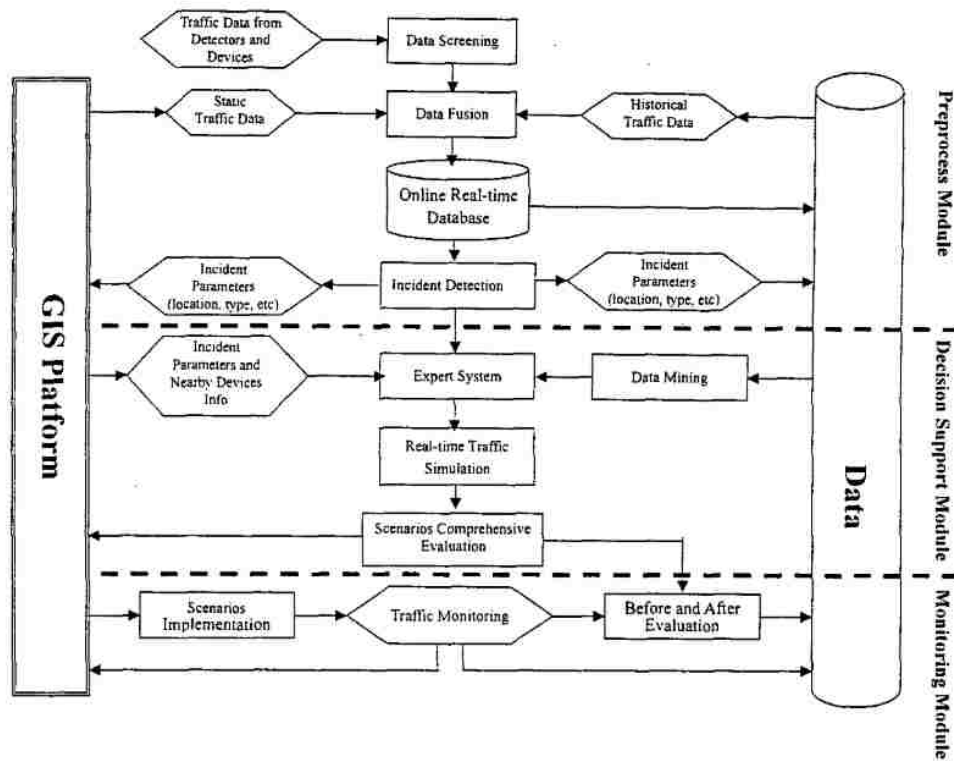 Traffic Data from
Detectors and
Devices
Data Screening
Static
Traffic Data
Data Fusion
Historical
Traffic Data
Online Real-time
Database
Incident
Parameters
(location, type, etc)
Incident Detection
Incident
Parameters
(location, type, etc)
Incident
Parameters and
Nearby Devices
Info
Expert System
Data Mining
Real-time Traffic
Simulation
Scenarios Comprehensive
Evaluation
Scenarios
Implementation
Traffic Monitoring
Before and After
Evaluation
GIS Platform
Data
Preprocess Module
Decision Support Module
Monitoring Module